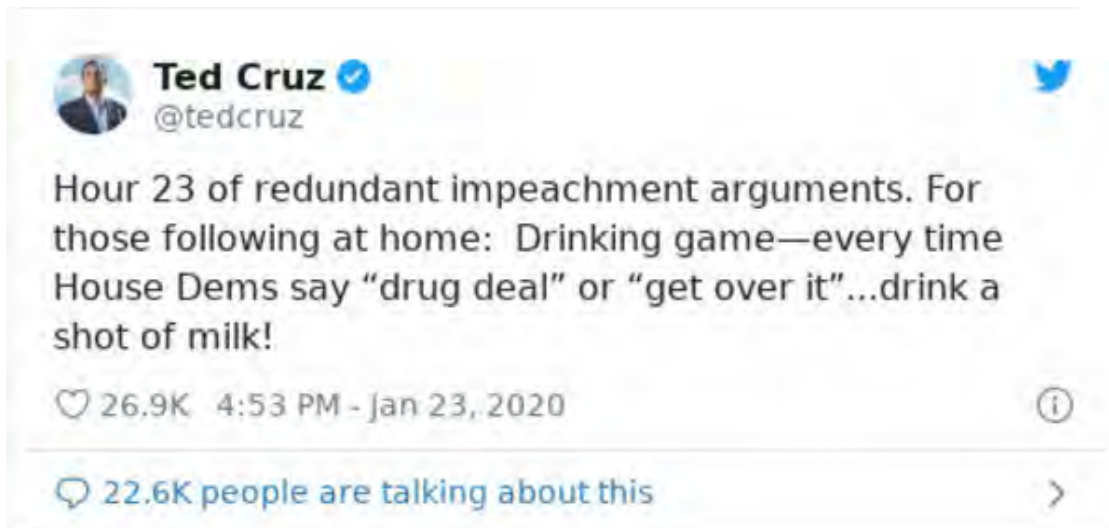 Ted Cruz
@tedcruz
Hour 23 of redundant impeachment arguments. For
those following at home:  Drinking game—every time
House Dems say “drug deal” or “get over it”...drink a
shot of milk!
26.9K 4:53 PM - Jan 23, 2020
22.6K people are talking about this